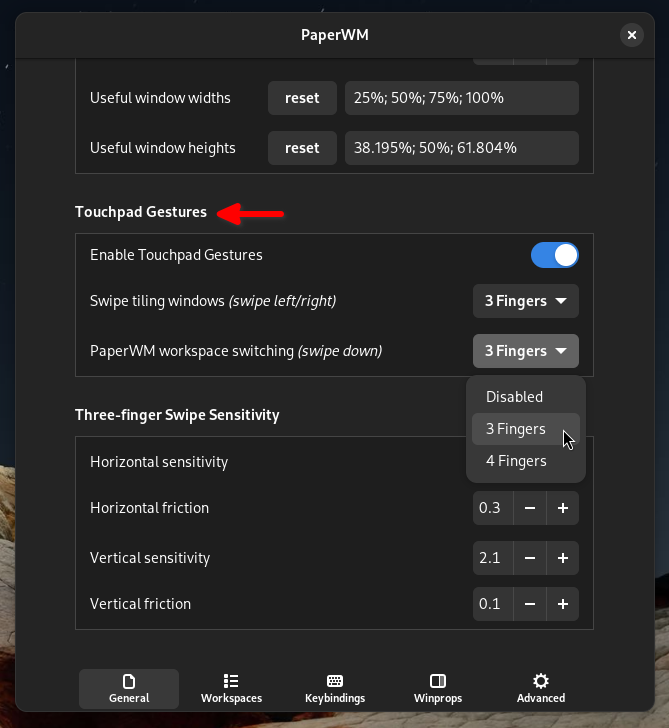 PaperWM
Useful window widths reset 25%; 50%; 75%; 100%
Useful window heights reset 38.195%; 50%; 61.804%
Touchpad Gestures
Enable Touchpad Gestures
Swipe tiling windows (swipe left/right) 3 Fingers
PaperWM workspace switching (swipe down) 3 Fingers
Disabled
3 Fingers
4 Fingers
Three-finger Swipe Sensitivity
Horizontal sensitivity
Horizontal friction 0.3 − +
Vertical sensitivity 2.1 − +
Vertical friction 0.1 − +
General Workspaces Keybindings Winprops Advanced